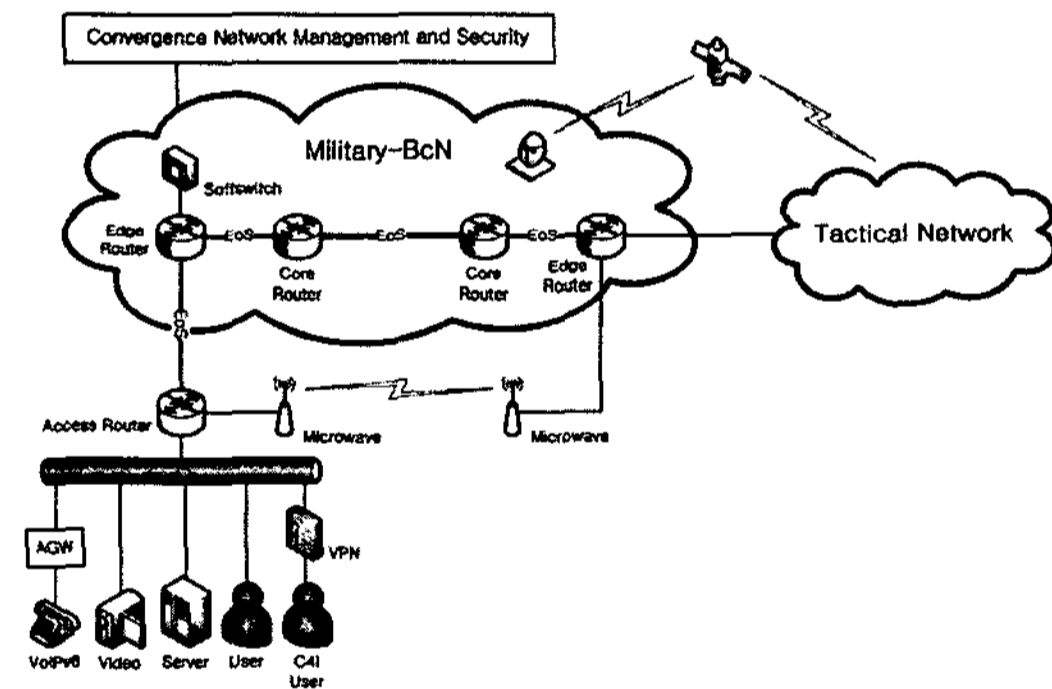 Convergence Network Management and Security
Military-BcN
Softswitch
Edge
Router
EoS
EoS
EoS
Core
Router
Core
Router
Edge
Router
Tactical Network
EoS
Access Router
Microwave
Microwave
AGW
VPN
VoIPv6
Video
Server
User
C4I
User